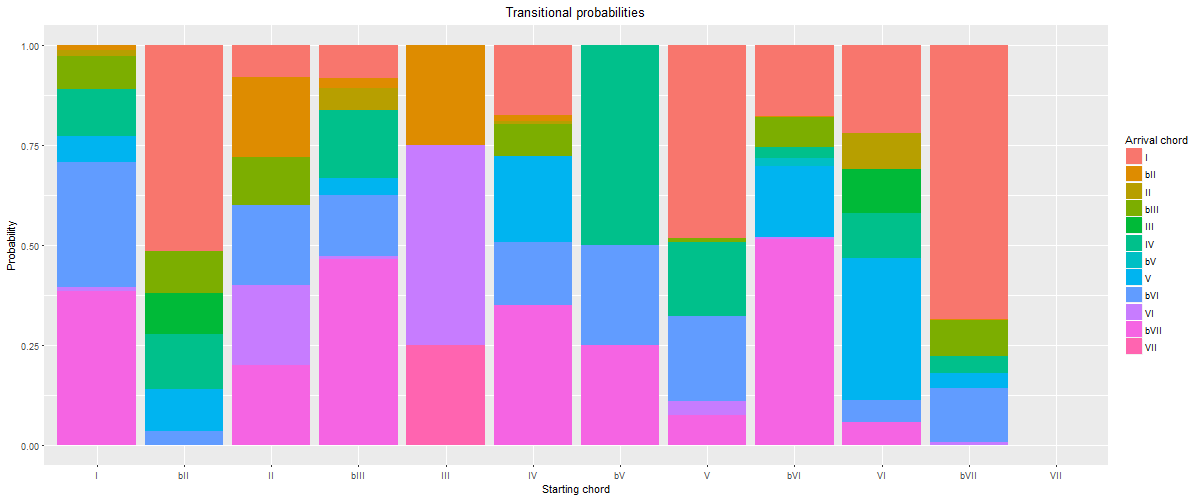 Transitional probabilities
Probability
1.00
0.75
0.50
0.25
0.00
I bII II bIII III IV bV V bVI VI bVII VII
Starting chord
Arrival chord
I
bII
II
bIII
III
IV
bV
V
bVI
VI
bVII
VII